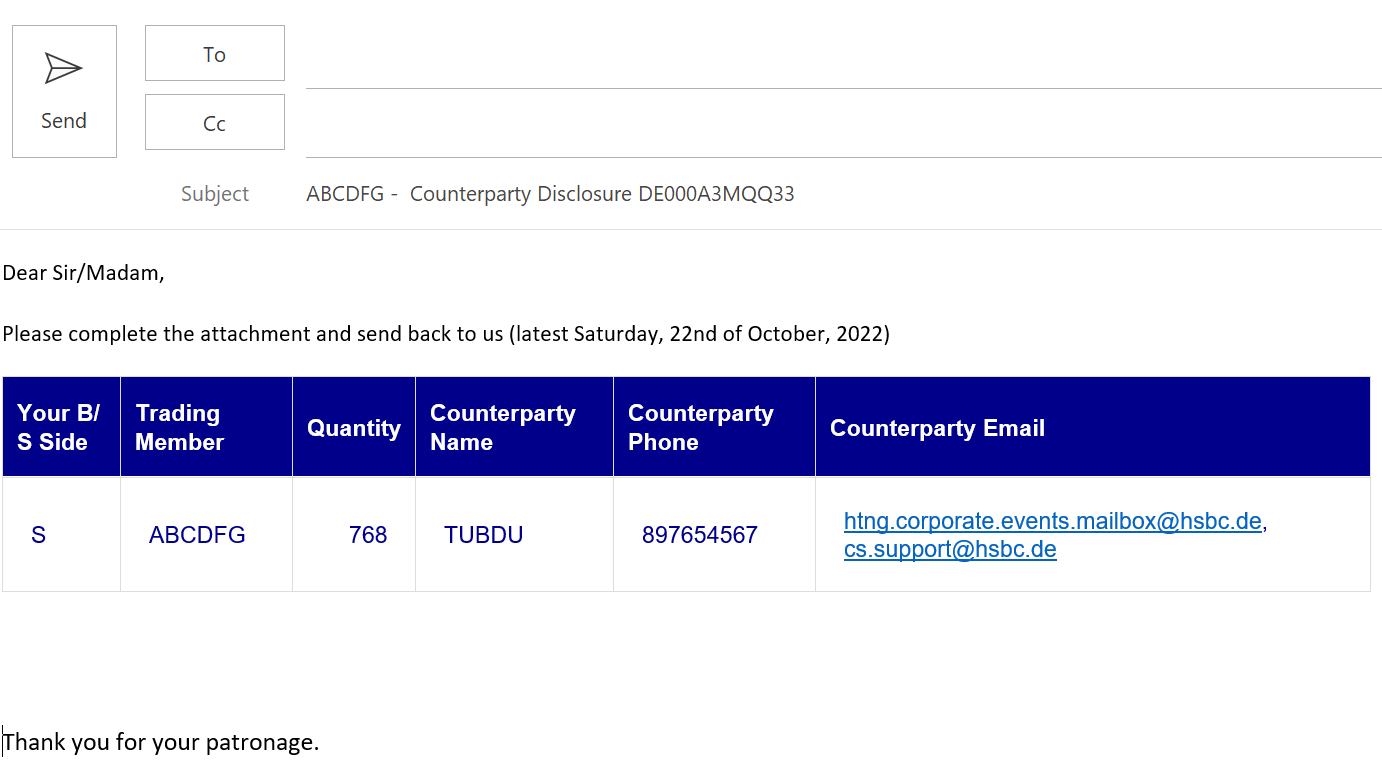 Send
To
Cc
Subject
ABCDFG -  Counterparty Disclosure DE000A3MQQ33
Dear Sir/Madam,
Please complete the attachment and send back to us (latest Saturday, 22nd of October, 2022)
Your B/
S Side
Trading
Member
Quantity
Counterparty
Name
Counterparty
Phone
Counterparty Email
S
ABCDFG
768
TUBDU
897654567
htng.corporate.events.mailbox@hsbc.de,
cs.support@hsbc.de
Thank you for your patronage.